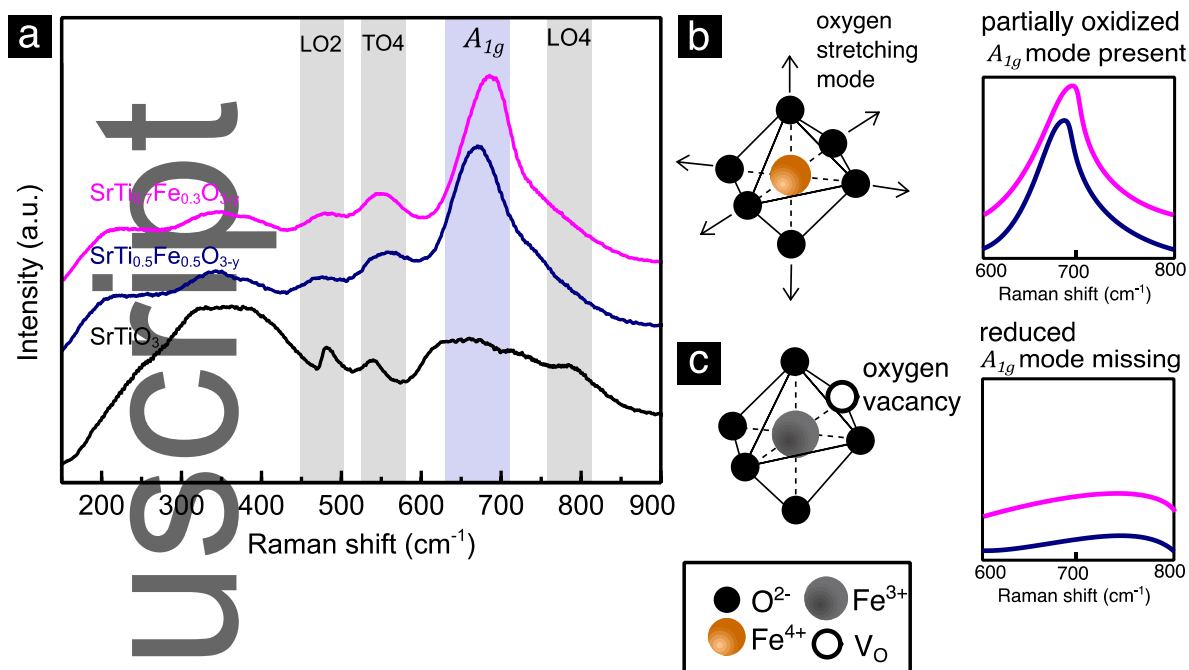 a
LO2
TO4
A1g
LO4
SrTi0.7Fe0.3O3-y
SrTi0.5Fe0.5O3-y
SrTiO3
Intensity (a.u.)
200 300 400 500 600 700 800 900
Raman shift (cm-1)
uscript
b
oxygen
stretching
mode
partially oxidized
A1g mode present
600 700 800
Raman shift (cm-1)
c
oxygen
vacancy
reduced
A1g mode missing
600 700 800
Raman shift (cm-1)
O2- Fe3+
Fe4+ VO